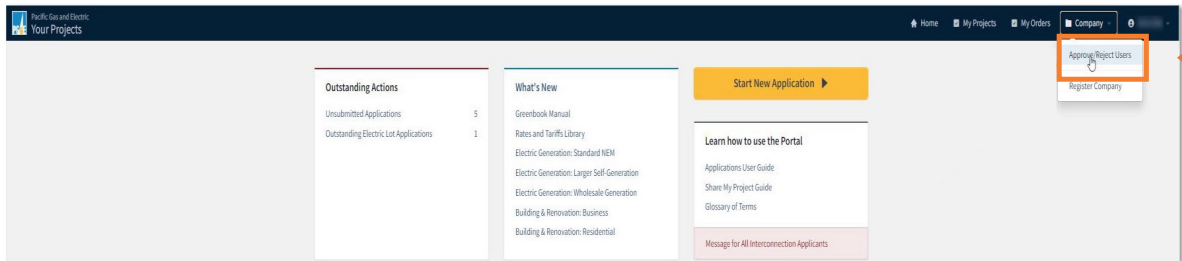 Pacific Gas and Electric
PG&E
Your Projects
Home
My Projects
My Orders
Company
Approve/Reject Users
Register Company
Outstanding Actions
Unsubmitted Applications 5
Outstanding Electric Lot Applications 1
What's New
Greenbook Manual
Rates and Tariffs Library
Electric Generation: Standard NEM
Electric Generation: Larger Self-Generation
Electric Generation: Wholesale Generation
Building & Renovation: Business
Building & Renovation: Residential
Start New Application
Learn how to use the Portal
Applications User Guide
Share My Project Guide
Glossary of Terms
Message for All Interconnection Applicants